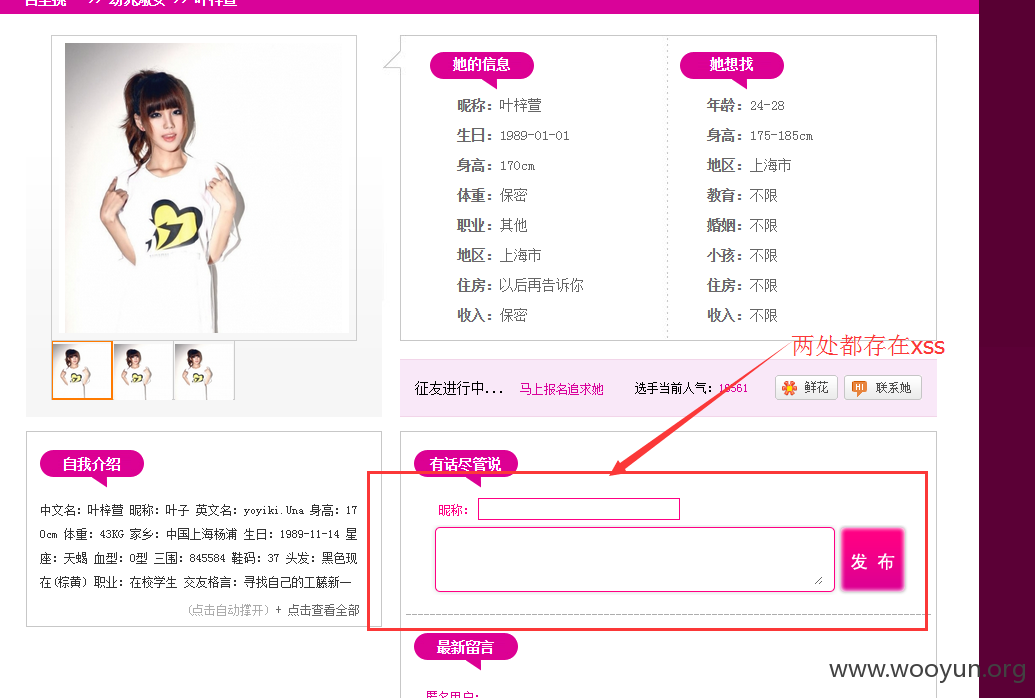 >> 叶梓萱
她的信息
昵称：叶梓萱
生日：1989-01-01
身高：170cm
体重：保密
职业：其他
地区：上海市
住房：以后再告诉你
收入：保密
她想找
年龄：24-28
身高：175-185cm
地区：上海市
教育：不限
婚姻：不限
小孩：不限
住房：不限
收入：不限
两处都存在xss
征友进行中... 马上报名追求她 选手当前人气： 鲜花 联系她
自我介绍
中文名：叶梓萱 昵称：叶子 英文名：yoyiki.Una 身高：17
0cm 体重：43KG 家乡：中国上海杨浦 生日：1989-11-14 星
座：天蝎 血型：O型 三围：845584 鞋码：37 头发：黑色现
在(棕黄) 职业：在校学生 交友格言：寻找自己的工藤新一
(点击自动撑开) + 点击查看全部
有话尽管说
昵称：
发 布
最新留言
匿名用户：
www.wooyun.org